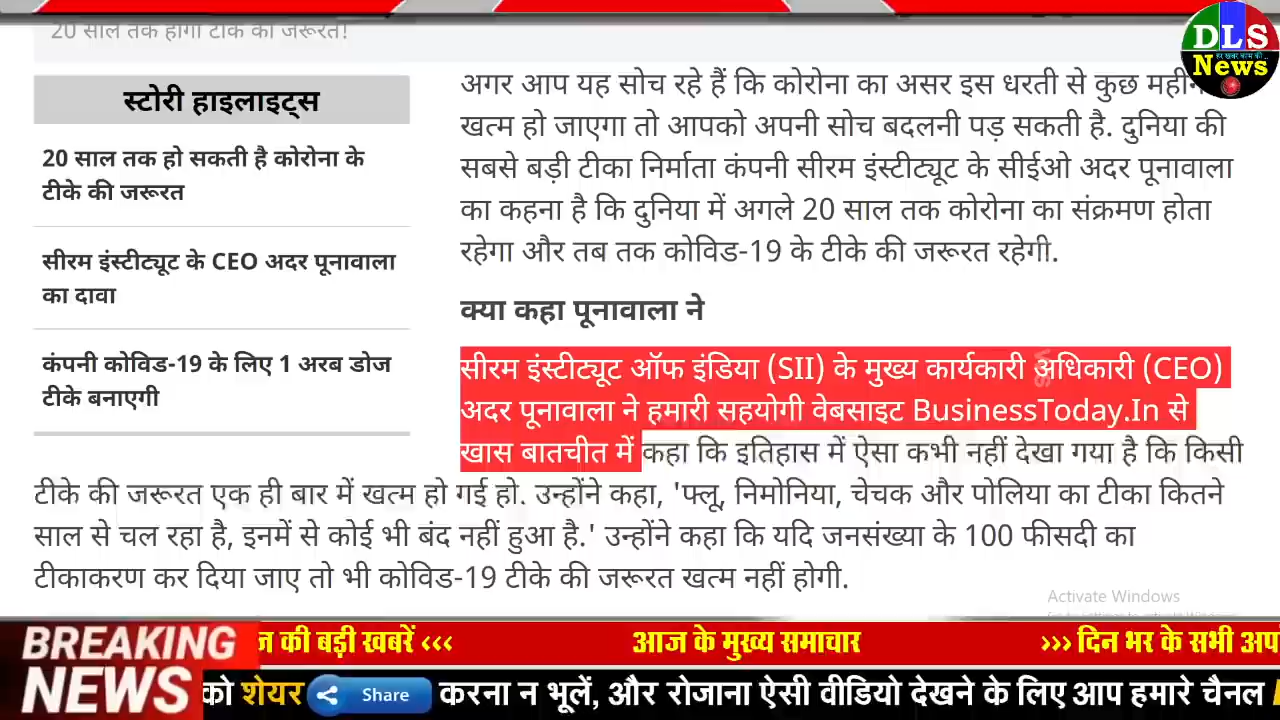 20 साल तक होगी टीके की जरूरत!
DLS
हर खबर काम की..
News
स्टोरी हाइलाइट्स
20 साल तक हो सकती है कोरोना के
टीके की जरूरत
सीरम इंस्टीट्यूट के CEO अदर पूनावाला
का दावा
कंपनी कोविड-19 के लिए 1 अरब डोज
टीके बनाएगी
अगर आप यह सोच रहे हैं कि कोरोना का असर इस धरती से कुछ
खत्म हो जाएगा तो आपको अपनी सोच बदलनी पड़ सकती है. दुनिया की
सबसे बड़ी टीका निर्माता कंपनी सीरम इंस्टीट्यूट के सीईओ अदर पूनावाला
का कहना है कि दुनिया में अगले 20 साल तक कोरोना का संक्रमण होता
रहेगा और तब तक कोविड-19 के टीके की जरूरत रहेगी.
क्या कहा पूनावाला ने
सीरम इंस्टीट्यूट ऑफ इंडिया (SII) के मुख्य कार्यकारी अधिकारी (CEO)
अदर पूनावाला ने हमारी सहयोगी वेबसाइट BusinessToday.In से
खास बातचीत में कहा कि इतिहास में ऐसा कभी नहीं देखा गया है कि किसी
टीके की जरूरत एक ही बार में खत्म हो गई हो. उन्होंने कहा, 'फ्लू, निमोनिया, चेचक और पोलिया का टीका कितने
साल से चल रहा है, इनमें से कोई भी बंद नहीं हुआ है.' उन्होंने कहा कि यदि जनसंख्या के 100 फीसदी का
टीकाकरण कर दिया जाए तो भी कोविड-19 टीके की जरूरत खत्म नहीं होगी.
Activate Windows
BREAKING
NEWS
की बड़ी खबरें ‹‹‹ आज के मुख्य समाचार ››› दिन भर के सभी
को शेयर Share करना न भूलें, और रोजाना ऐसी वीडियो देखने के लिए आप हमारे चैनल